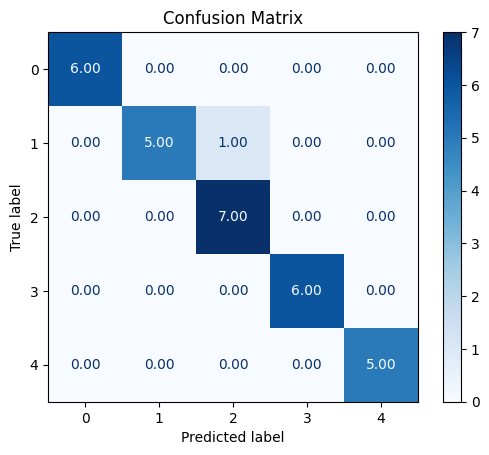 Confusion Matrix
7
0 6.00 0.00 0.00 0.00 0.00
6
1 0.00 5.00 1.00 0.00 0.00
5
4
True label
2 0.00 0.00 7.00 0.00 0.00
3
3 0.00 0.00 0.00 6.00 0.00
2
1
4 0.00 0.00 0.00 0.00 5.00
0
0 1 2 3 4
Predicted label